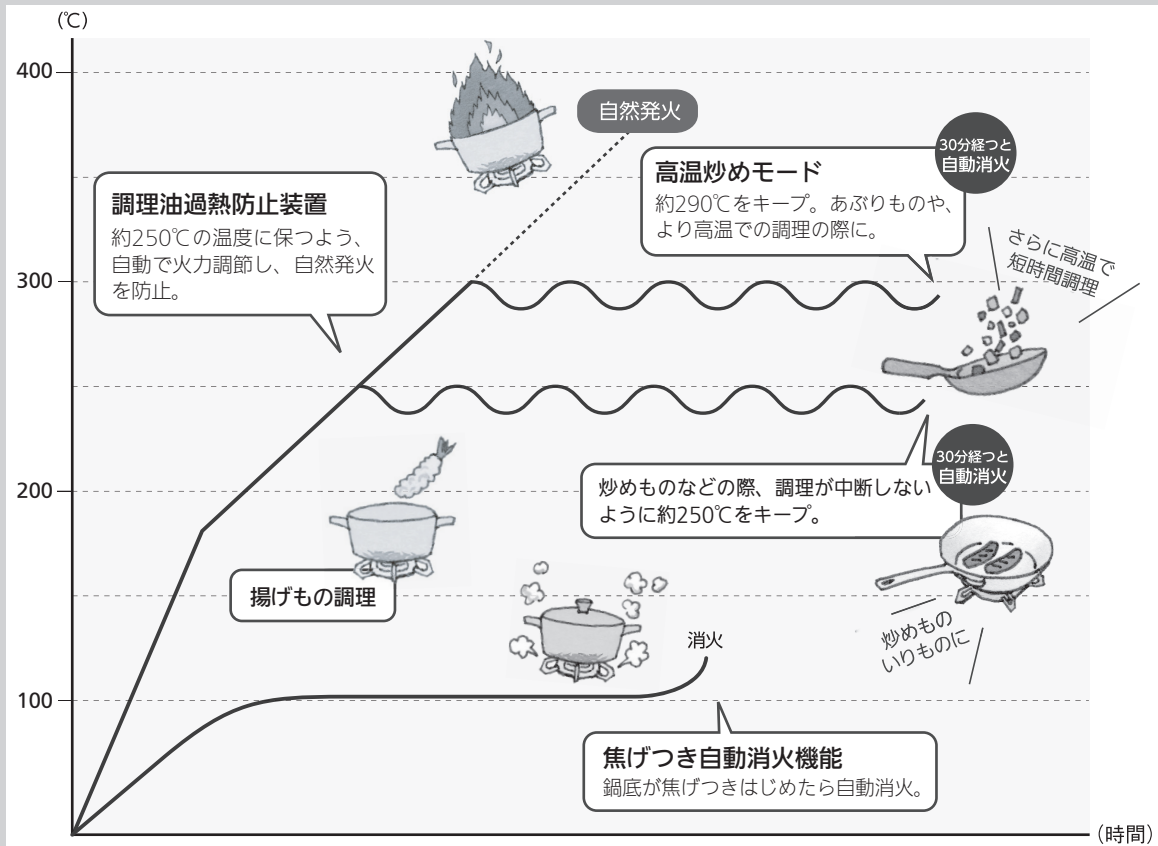 (℃)
400
300
200
100
自然発火
30分経つと
自動消火
高温炒めモード
約290℃をキープ。あぶりものや、
より高温での調理の際に。
調理油過熱防止装置
約250℃の温度に保つよう、
自動で火力調節し、自然発火
を防止。
さらに高温で
短時間調理
30分経つと
自動消火
炒めものなどの際、調理が中断しない
ように約250℃をキープ。
揚げもの調理
炒めもの
いりものに
消火
焦げつき自動消火機能
鍋底が焦げつきはじめたら自動消火。
(時間)